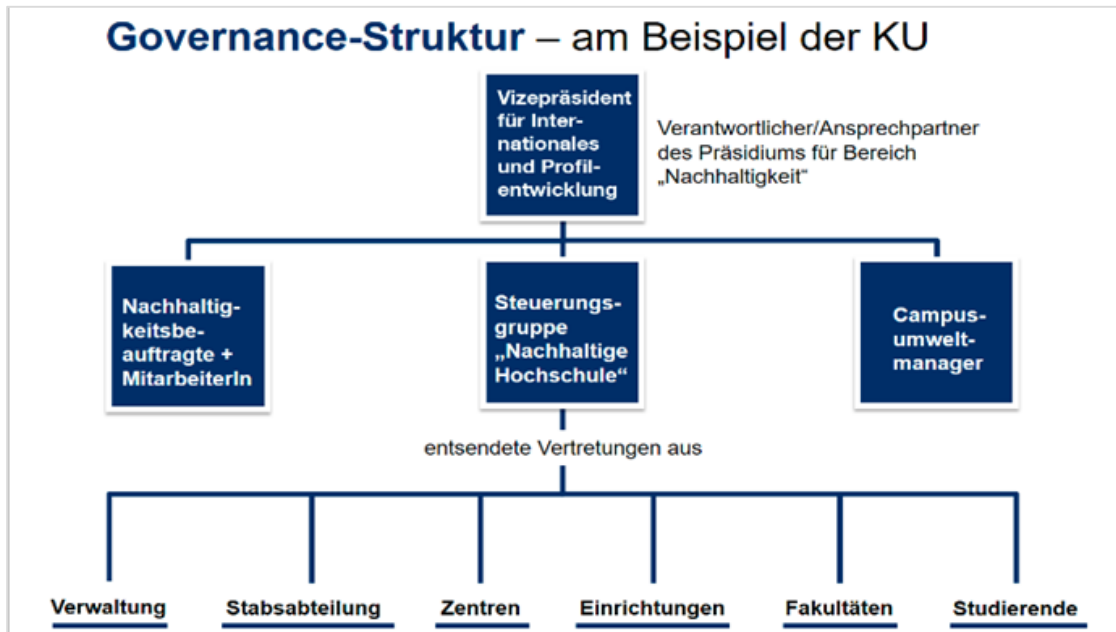 Governance-Struktur – am Beispiel der KU
Vizepräsident
für Inter-
nationales
und Profil-
entwicklung
Verantwortlicher/Ansprechpartner
des Präsidiums für Bereich
„Nachhaltigkeit“
Nachhaltig-
keitsbe-
auftragte +
MitarbeiterIn
Steuerungs-
gruppe
„Nachhaltige
Hochschule“
Campus-
umwelt-
manager
entsendete Vertretungen aus
Verwaltung
Stabsabteilung
Zentren
Einrichtungen
Fakultäten
Studierende